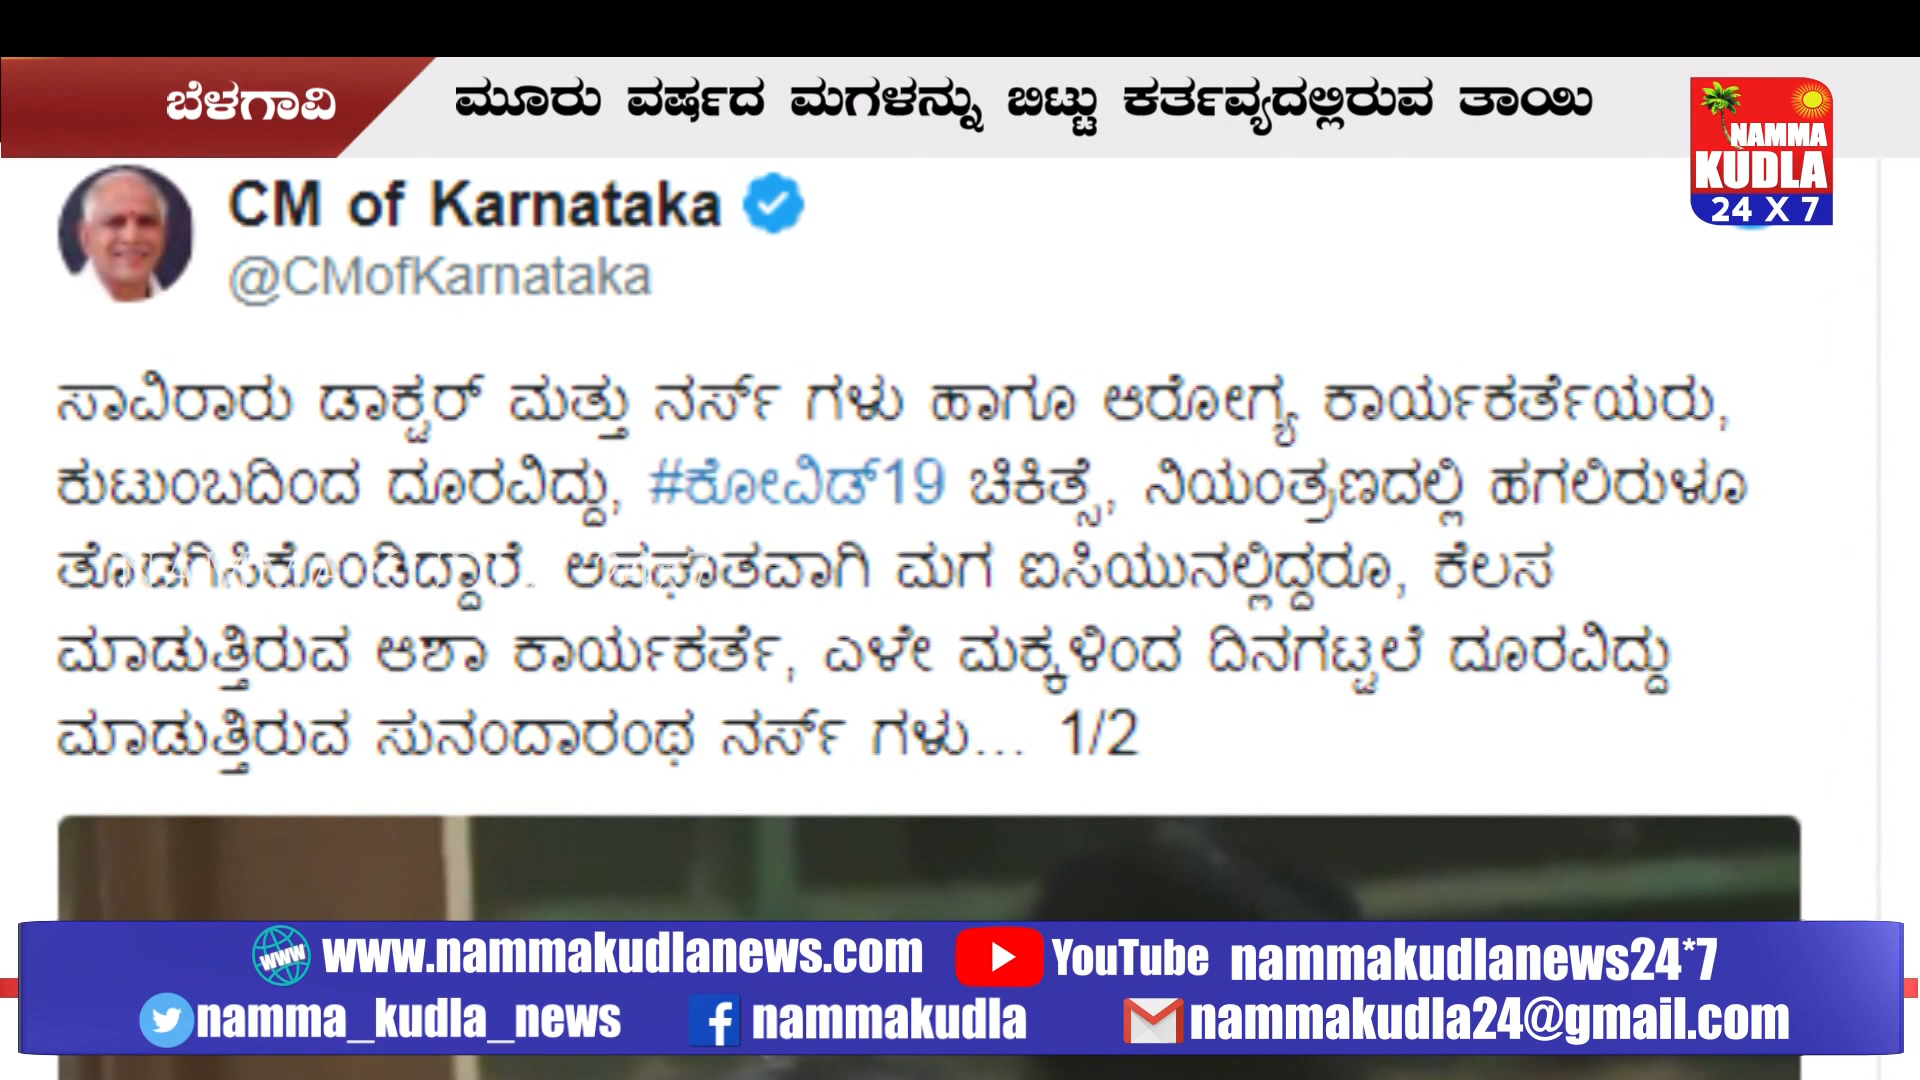 ಬೆಳಗಾವಿ
ಮೂರು ವರ್ಷದ ಮಗಳನ್ನು ಬಿಟ್ಟು ಕರ್ತವ್ಯದಲ್ಲಿರುವ ತಾಯಿ
NAMMA
KUDLA
24 X 7
CM of Karnataka
@CMofKarnataka
ಸಾವಿರಾರು ಡಾಕ್ಟರ್ ಮತ್ತು ನರ್ಸ್ ಗಳು ಹಾಗೂ ಆರೋಗ್ಯ ಕಾರ್ಯಕರ್ತೆಯರು,
ಕುಟುಂಬದಿಂದ ದೂರವಿದ್ದು, #ಕೋವಿಡ್19 ಚಿಕಿತ್ಸೆ, ನಿಯಂತ್ರಣದಲ್ಲಿ ಹಗಲಿರುಳೂ
ತೊಡಗಿಸಿಕೊಂಡಿದ್ದಾರೆ. ಅಪಘಾತವಾಗಿ ಮಗ ಐಸಿಯುನಲ್ಲಿದ್ದರೂ, ಕೆಲಸ
ಮಾಡುತ್ತಿರುವ ಆಶಾ ಕಾರ್ಯಕರ್ತೆ, ಎಳೇ ಮಕ್ಕಳಿಂದ ದಿನಗಟ್ಟಲೆ ದೂರವಿದ್ದು
ಮಾಡುತ್ತಿರುವ ಸುನಂದಾರಂಥ ನರ್ಸ್ ಗಳು... 1/2
www www.nammakudlanews.com YouTube nammakudlanews24*7
namma_kudla_news f nammakudla nammakudla24@gmail.com